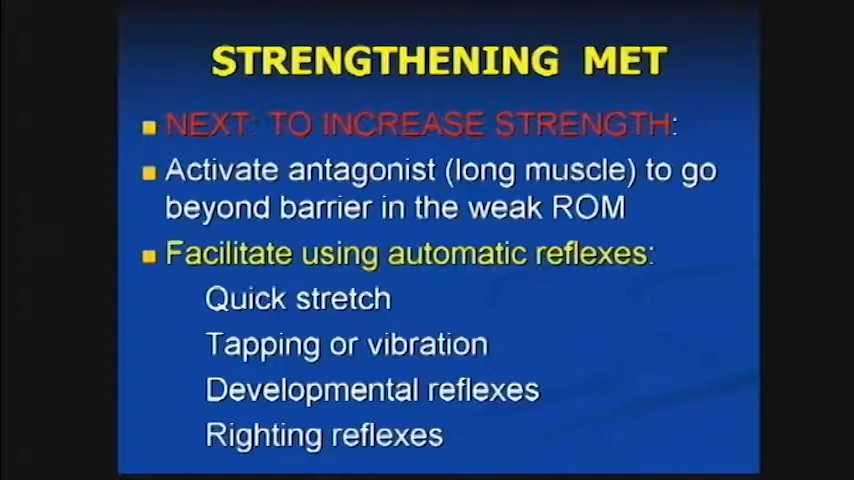 STRENGTHENING MET
NEXT: TO INCREASE STRENGTH:
Activate antagonist (long muscle) to go
beyond barrier in the weak ROM
Facilitate using automatic reflexes:
Quick stretch
Tapping or vibration
Developmental reflexes
Righting reflexes